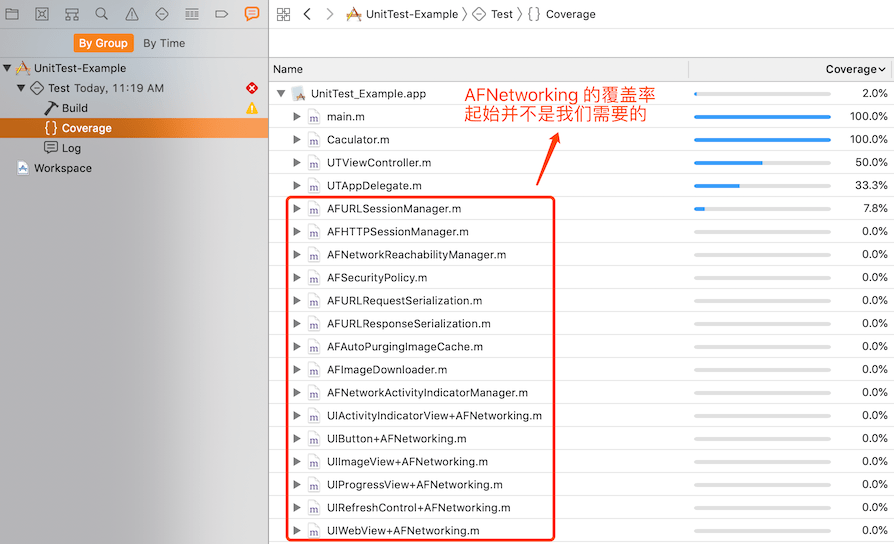 UnitTest-Example 〉 Test 〉 { } Coverage
By Group By Time
UnitTest-Example
Test Today, 11:19 AM
Build
{ } Coverage
Log
Workspace
Name Coverage
UnitTest_Example.app 2.0%
AFNetworking 的覆盖率
起始并不是我们需要的
main.m 100.0%
Caculator.m 100.0%
UTViewController.m 50.0%
UTAppDelegate.m 33.3%
AFURLSessionManager.m 7.8%
AFHTTPSessionManager.m 0.0%
AFNetworkReachabilityManager.m 0.0%
AFSecurityPolicy.m 0.0%
AFURLRequestSerialization.m 0.0%
AFURLResponseSerialization.m 0.0%
AFAutoPurgingImageCache.m 0.0%
AFImageDownloader.m 0.0%
AFNetworkActivityIndicatorManager.m 0.0%
UIActivityIndicatorView+AFNetworking.m 0.0%
UIButton+AFNetworking.m 0.0%
UIImageView+AFNetworking.m 0.0%
UIProgressView+AFNetworking.m 0.0%
UIRefreshControl+AFNetworking.m 0.0%
UIWebView+AFNetworking.m 0.0%